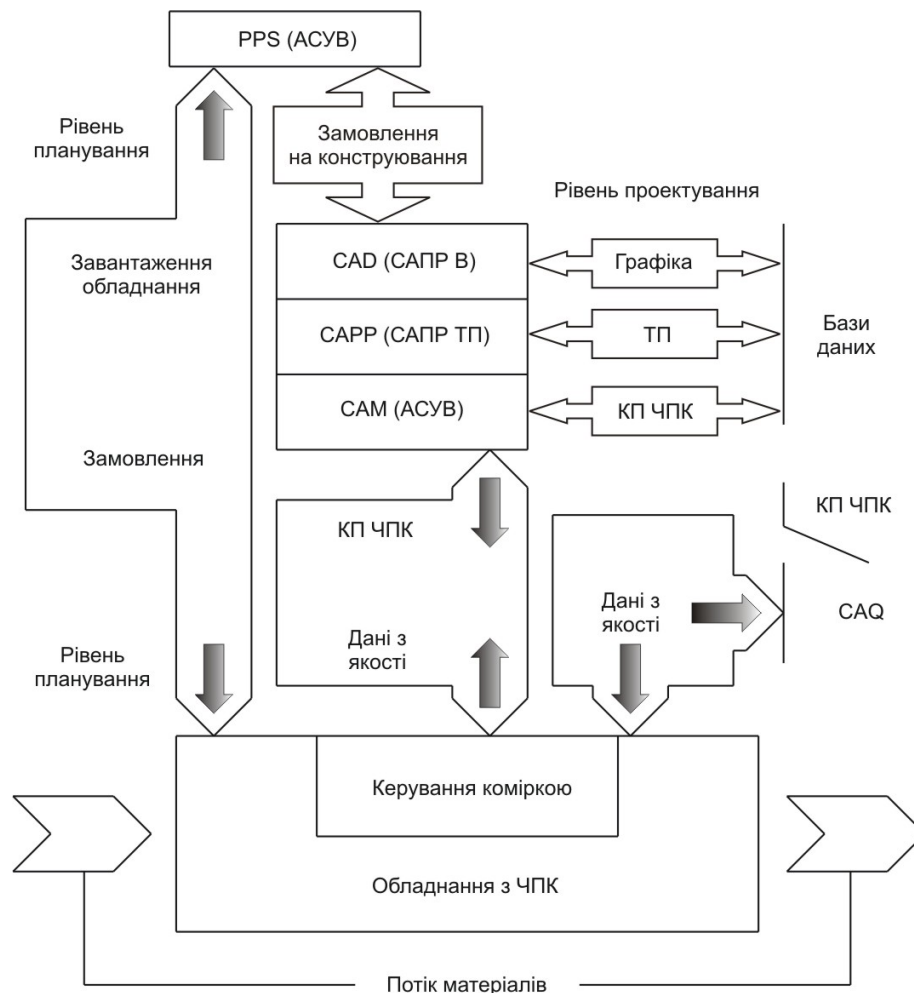 PPS (АСУВ)
Рівень
планування
Замовлення
на конструювання
Рівень проектування
Завантаження
обладнання
CAD (САПР В)
Графіка
CAPP (САПР ТП)
ТП
Бази
даних
CAM (АСУВ)
КП ЧПК
Замовлення
КП ЧПК
КП ЧПК
Дані з
якості
CAQ
Рівень
планування
Дані з
якості
Керування коміркою
Обладнання з ЧПК
Потік матеріалів